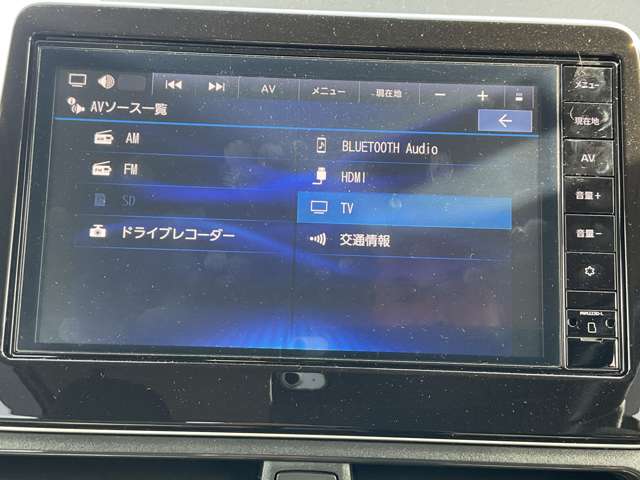 AV メニュー 現在地 － ＋
AVソース一覧
AM
FM
SD
ドライブレコーダー
BLUETOOTH Audio
HDMI
TV
交通情報
メニュー
現在地
AV
音量＋
音量－